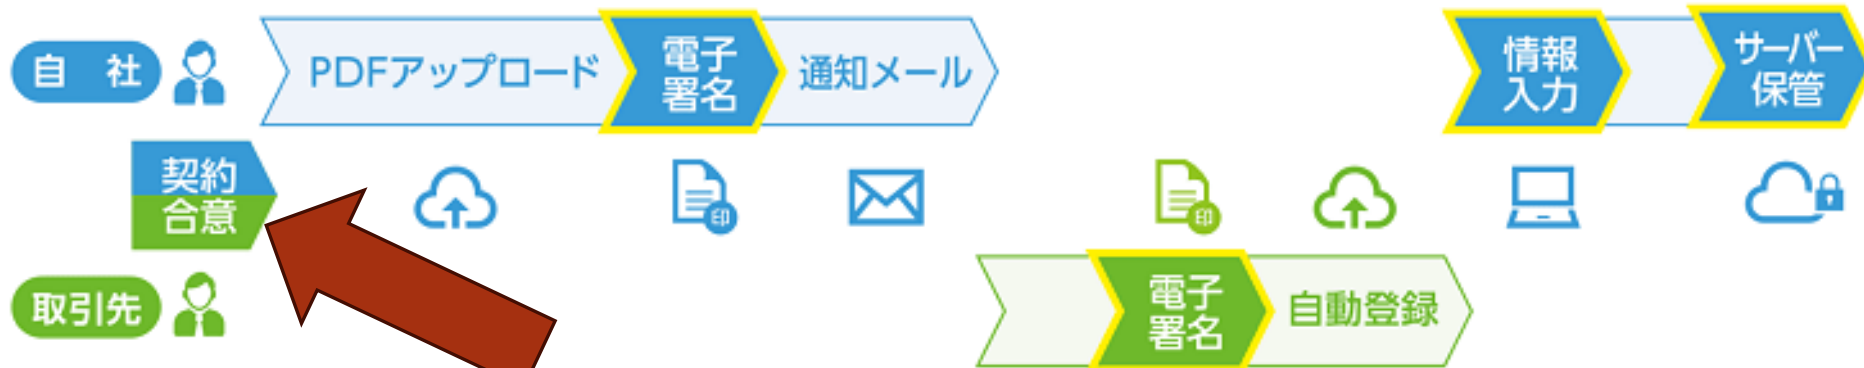 自 社
PDFアップロード
電子
署名
通知メール
情報
入力
サーバー
保管
契約
合意
印
印
取引先
電子
署名
自動登録